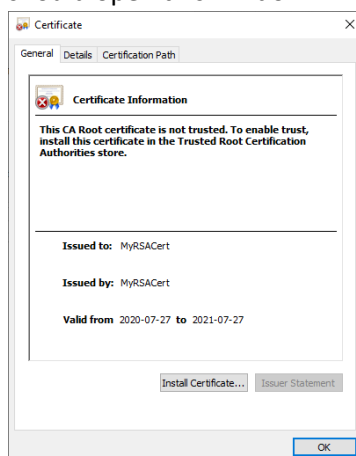 Certificate
General Details Certification Path
Certificate Information
This CA Root certificate is not trusted. To enable trust,
install this certificate in the Trusted Root Certification
Authorities store.
Issued to: MyRSACert
Issued by: MyRSACert
Valid from 2020-07-27 to 2021-07-27
Install Certificate... Issuer Statement
OK